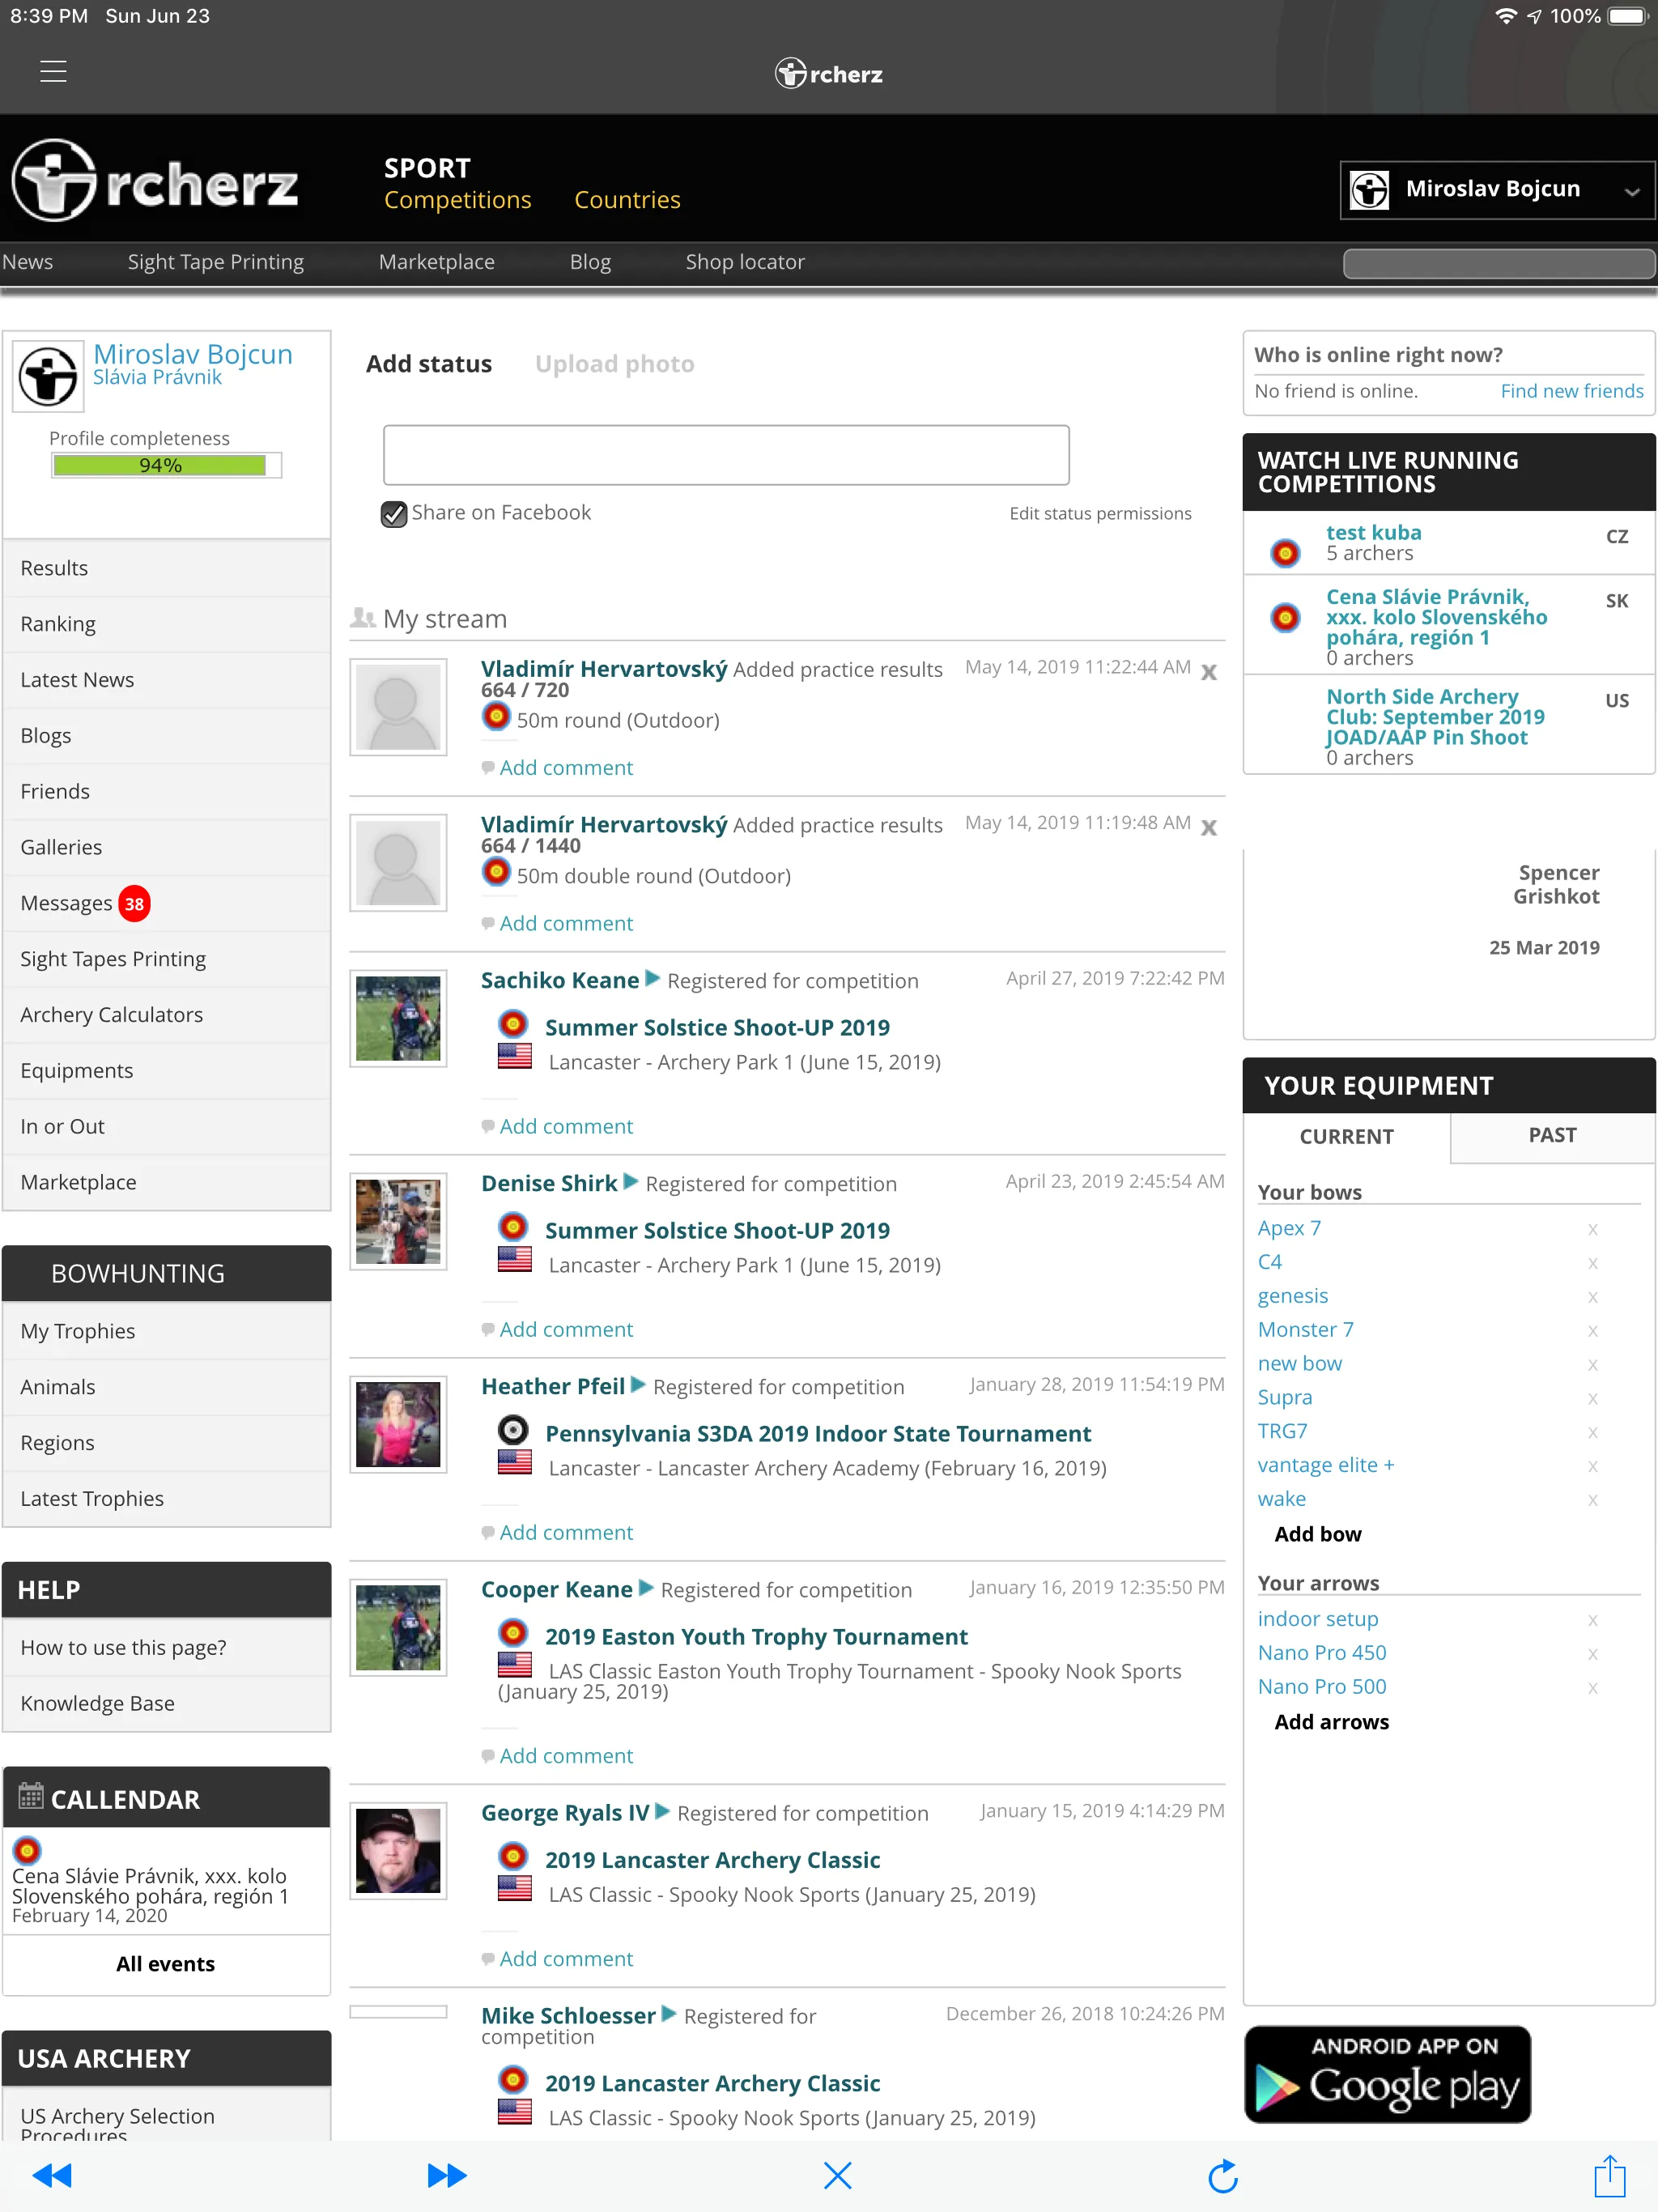 8:39 PM Sun Jun 23
100%
rcherz
rcherz
SPORT
Competitions Countries
Miroslav Bojcun
News Sight Tape Printing Marketplace Blog Shop locator
Miroslav Bojcun
Slávia Právnik
Profile completeness
94%
Results
Ranking
Latest News
Blogs
Friends
Galleries
Messages 38
Sight Tapes Printing
Archery Calculators
Equipments
In or Out
Marketplace
BOWHUNTING
My Trophies
Animals
Regions
Latest Trophies
HELP
How to use this page?
Knowledge Base
CALLENDAR
Cena Slávie Právnik, xxx. kolo
Slovenského pohára, región 1
February 14, 2020
All events
USA ARCHERY
US Archery Selection
Procedures
Add status Upload photo
Share on Facebook
Edit status permissions
My stream
Vladimír Hervartovský Added practice results May 14, 2019 11:22:44 AM X
664 / 720
50m round (Outdoor)
Add comment
Vladimír Hervartovský Added practice results May 14, 2019 11:19:48 AM X
664 / 1440
50m double round (Outdoor)
Add comment
Sachiko Keane Registered for competition April 27, 2019 7:22:42 PM
Summer Solstice Shoot-UP 2019
Lancaster - Archery Park 1 (June 15, 2019)
Add comment
Denise Shirk Registered for competition April 23, 2019 2:45:54 AM
Summer Solstice Shoot-UP 2019
Lancaster - Archery Park 1 (June 15, 2019)
Add comment
Heather Pfeil Registered for competition January 28, 2019 11:54:19 PM
Pennsylvania S3DA 2019 Indoor State Tournament
Lancaster - Lancaster Archery Academy (February 16, 2019)
Add comment
Cooper Keane Registered for competition January 16, 2019 12:35:50 PM
2019 Easton Youth Trophy Tournament
LAS Classic Easton Youth Trophy Tournament - Spooky Nook Sports
(January 25, 2019)
Add comment
George Ryals IV Registered for competition January 15, 2019 4:14:29 PM
2019 Lancaster Archery Classic
LAS Classic - Spooky Nook Sports (January 25, 2019)
Add comment
Mike Schloesser Registered for December 26, 2018 10:24:26 PM
competition
2019 Lancaster Archery Classic
LAS Classic - Spooky Nook Sports (January 25, 2019)
Who is online right now?
No friend is online. Find new friends
WATCH LIVE RUNNING
COMPETITIONS
test kuba CZ
5 archers
Cena Slávie Právnik, SK
xxx. kolo Slovenského
pohára, región 1
0 archers
North Side Archery US
Club: September 2019
JOAD/AAP Pin Shoot
0 archers
Spencer
Grishkot
25 Mar 2019
YOUR EQUIPMENT
CURRENT PAST
Your bows
Apex 7 x
C4 x
genesis x
Monster 7 x
new bow x
Supra x
TRG7 x
vantage elite + x
wake x
Add bow
Your arrows
indoor setup x
Nano Pro 450 x
Nano Pro 500 x
Add arrows
ANDROID APP ON
Google play